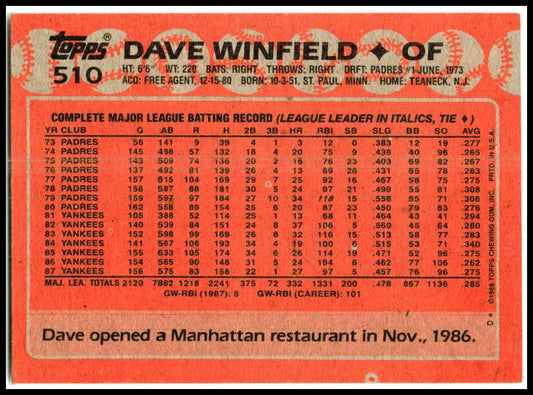 Topps®
510
DAVE WINFIELD ✦ OF
HT: 6'6" WT: 220 BATS: RIGHT THROWS: RIGHT DRFT: PADRES #1-JUNE, 1973
ACQ: FREE AGENT, 12-15-80 BORN: 10-3-51, ST. PAUL, MINN. HOME: TEANECK, N.J.
COMPLETE MAJOR LEAGUE BATTING RECORD (LEAGUE LEADER IN ITALICS, TIE ♦)
YR CLUB G AB R H 2B 3B HR RBI SB SLG BB SO AVG
73 PADRES 56 141 9 39 4 1 3 12 0 .383 12 19 .277
74 PADRES 145 498 57 132 18 4 20 75 9 .438 40 96 .265
75 PADRES 143 509 74 136 20 2 15 76 23 .403 69 82 .267
76 PADRES 137 492 81 139 26 4 13 69 26 .431 65 78 .283
77 PADRES 157 615 104 169 29 7 25 92 16 .467 58 75 .275
78 PADRES 158 587 88 181 30 5 24 97 21 .499 55 81 .308
79 PADRES 159 597 97 184 27 10 34 118 15 .558 85 71 .308
80 PADRES 162 558 89 154 25 6 20 87 23 .450 79 83 .276
81 YANKEES 105 388 52 114 25 1 13 68 11 .464 43 41 .294
82 YANKEES 140 539 84 151 24 8 37 106 5 .560 45 64 .280
83 YANKEES 152 598 99 169 26 8 32 116 15 .513 58 77 .283
84 YANKEES 141 567 106 193 34 4 19 100 6 .515 53 71 .340
85 YANKEES 155 633 105 174 34 6 26 114 19 .471 52 96 .275
86 YANKEES 154 565 90 148 31 5 24 104 6 .462 77 106 .262
87 YANKEES 156 575 83 158 22 1 27 97 5 .457 76 96 .275
MAJ. LEA. TOTALS 2120 7862 1218 2241 375 72 332 1331 200 .478 867 1136 .285
GW-RBI (1987): 8 GW-RBI (CAREER): 101
Dave opened a Manhattan restaurant in Nov., 1986.
D *
© 1988 TOPPS CHEWING GUM, INC. PRTD. IN U.S.A.